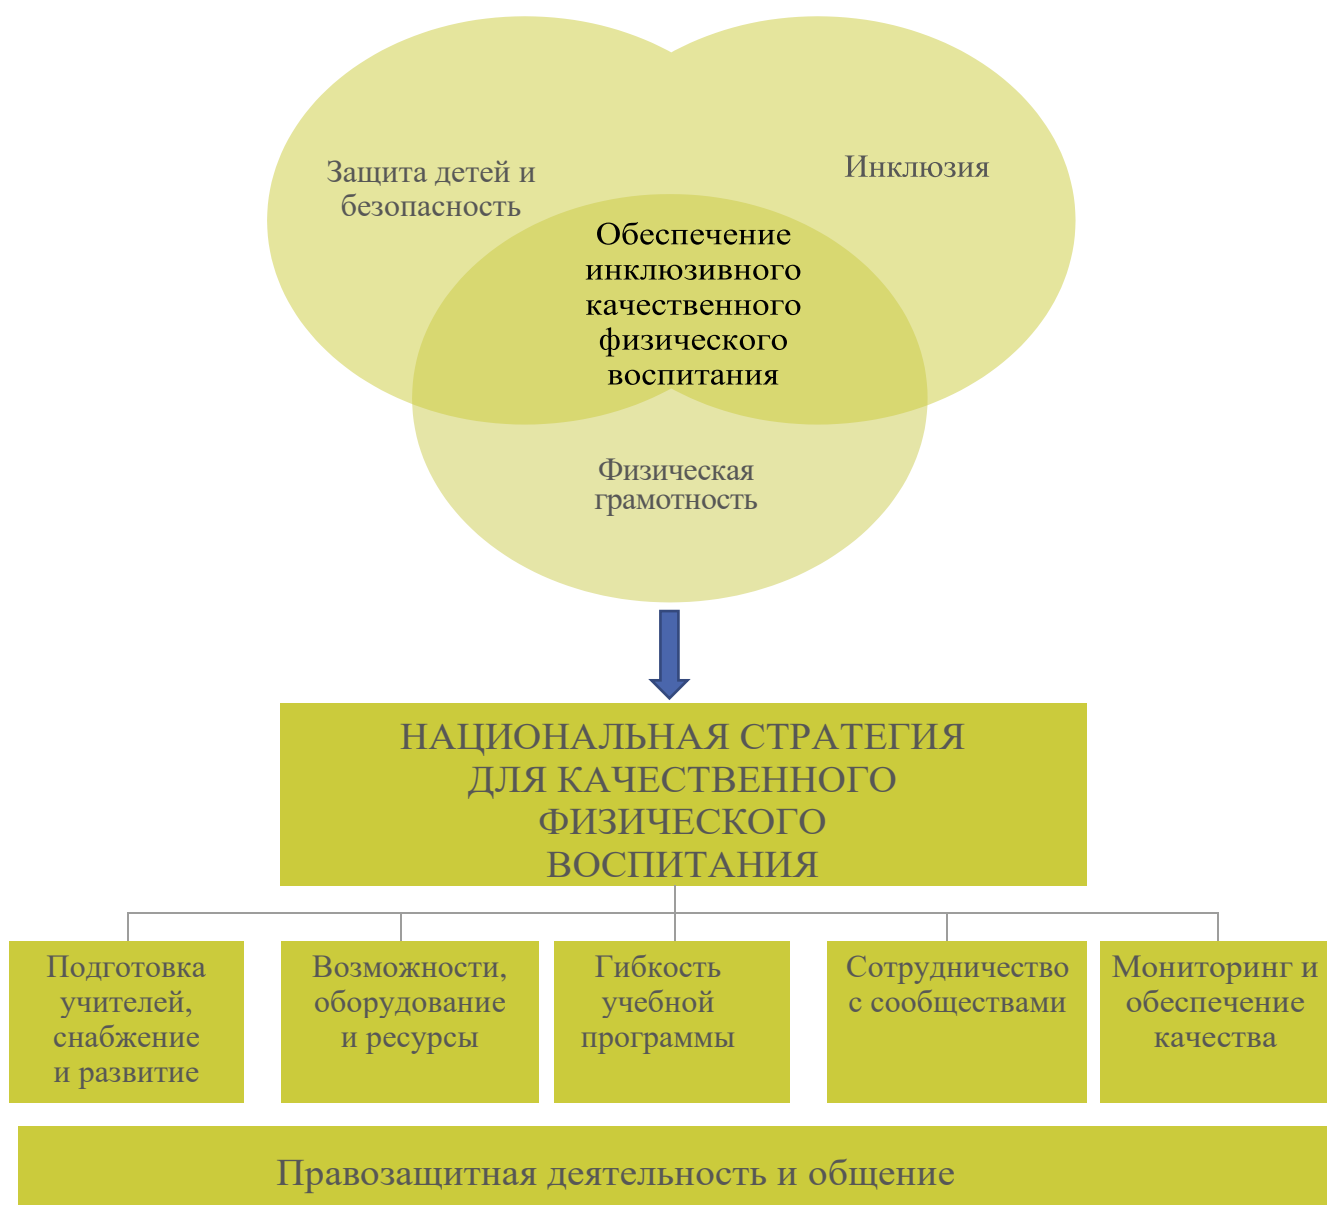 Защита детей и
безопасность
Инклюзия
Обеспечение
инклюзивного
качественного
физического
воспитания
Физическая
грамотность
НАЦИОНАЛЬНАЯ СТРАТЕГИЯ
ДЛЯ КАЧЕСТВЕННОГО
ФИЗИЧЕСКОГО
ВОСПИТАНИЯ
Подготовка
учителей,
снабжение
и развитие
Возможности,
оборудование
и ресурсы
Гибкость
учебной
программы
Сотрудничество
с сообществами
Мониторинг и
обеспечение
качества
Правозащитная деятельность и общение